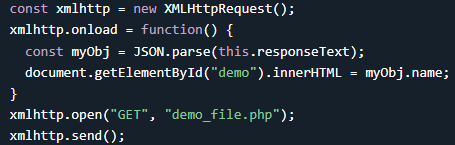 const xmlhttp = new XMLHttpRequest();
xmlhttp.onload = function() {
  const myObj = JSON.parse(this.responseText);
  document.getElementById("demo").innerHTML = myObj.name;
}
xmlhttp.open("GET", "demo_file.php");
xmlhttp.send();